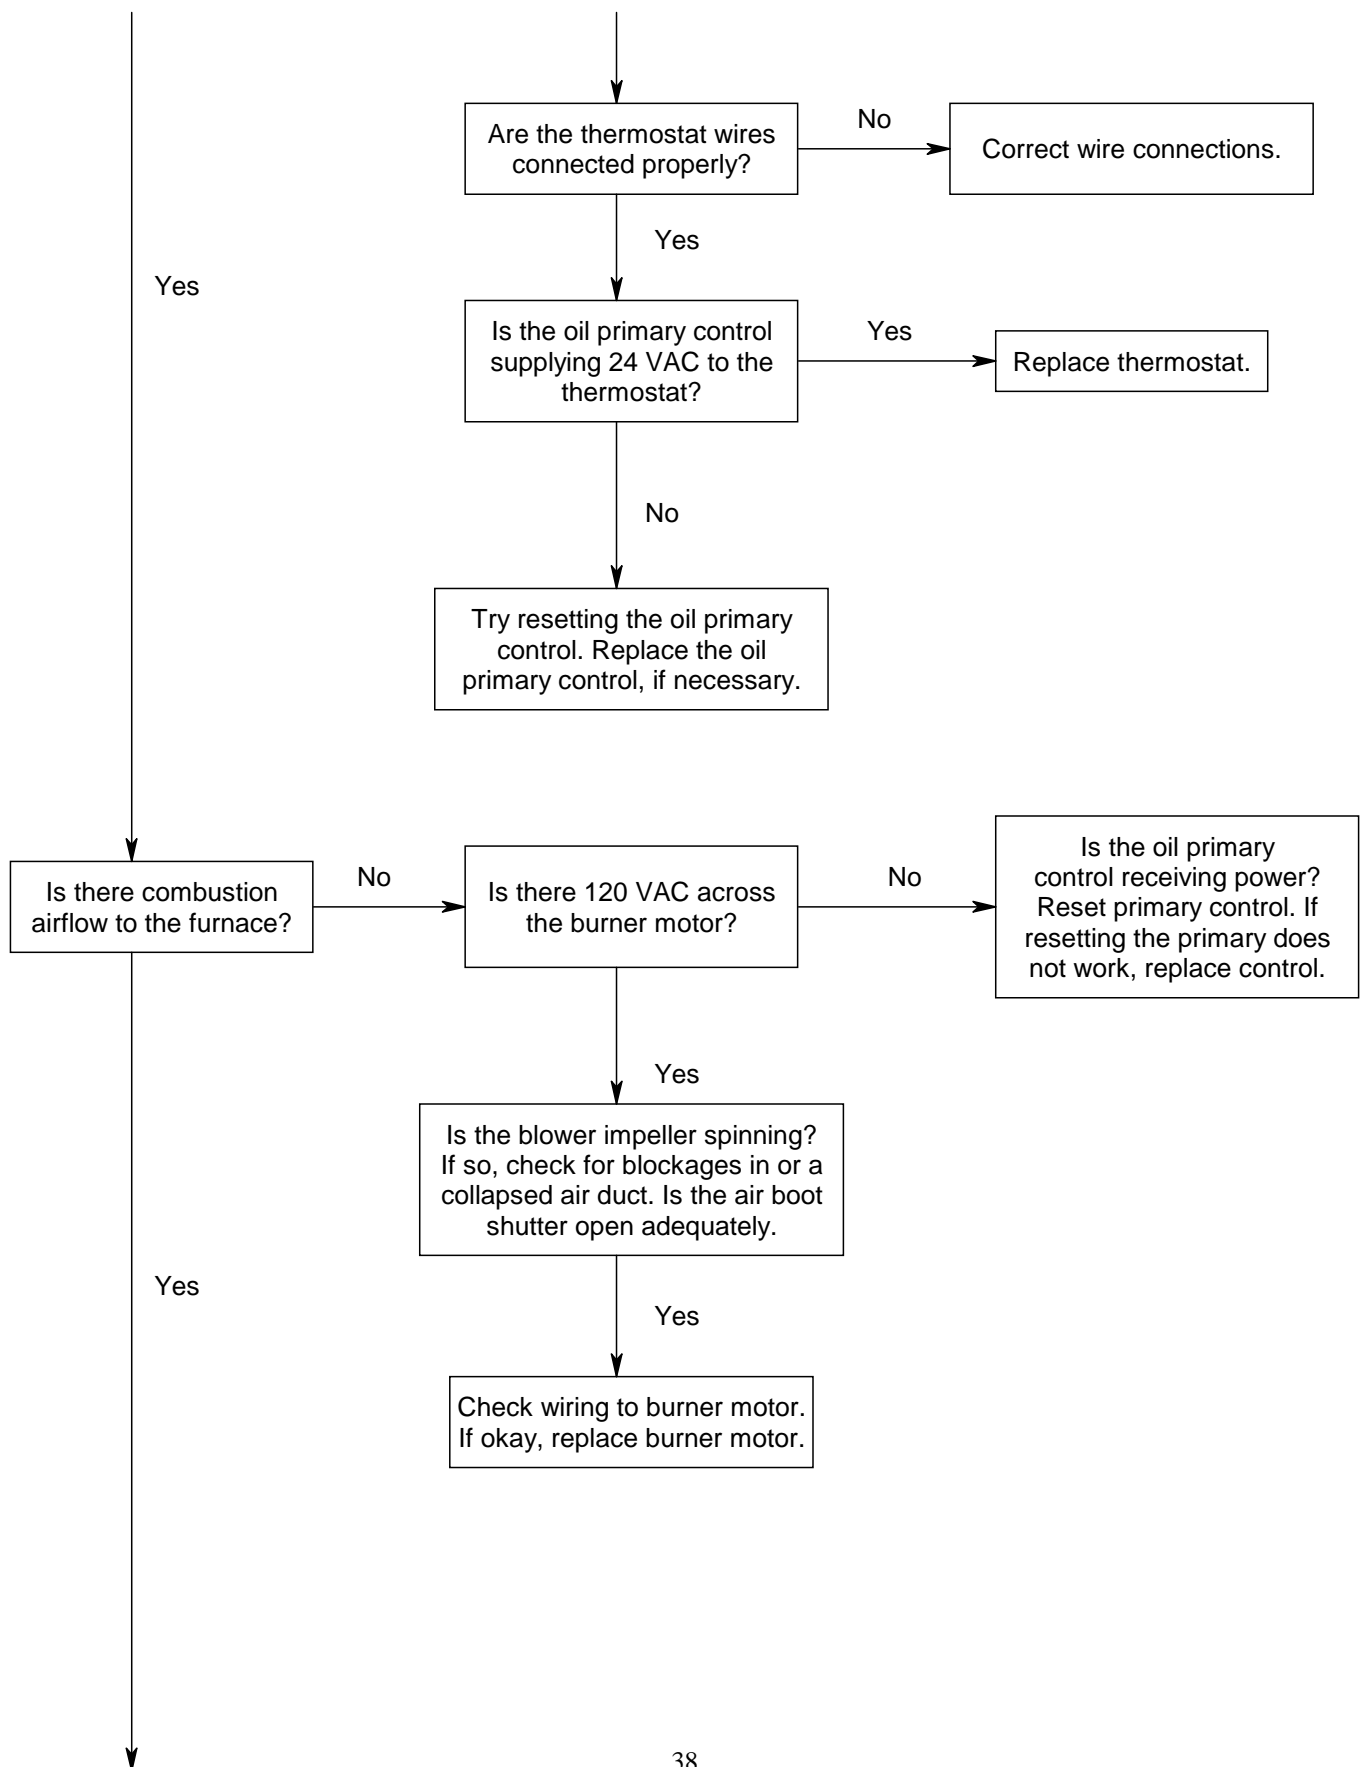 Are the thermostat wires
connected properly?
No
Correct wire connections.
Yes
Yes
Is the oil primary control
supplying 24 VAC to the
thermostat?
Yes
Replace thermostat.
No
Try resetting the oil primary
control. Replace the oil
primary control, if necessary.
Is there combustion
airflow to the furnace?
No
Is there 120 VAC across
the burner motor?
No
Is the oil primary
control receiving power?
Reset primary control. If
resetting the primary does
not work, replace control.
Yes
Is the blower impeller spinning?
If so, check for blockages in or a
collapsed air duct. Is the air boot
shutter open adequately.
Yes
Yes
Check wiring to burner motor.
If okay, replace burner motor.
38